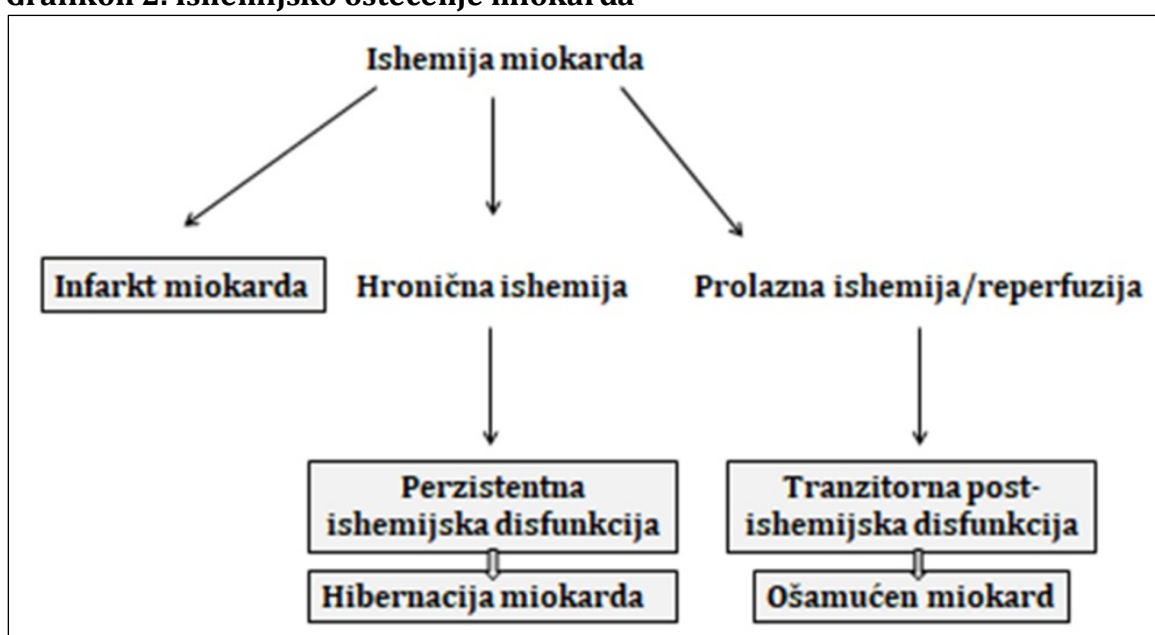 Grafikon 2. Ishemijsko oštećenje miokarda
Ishemija miokarda
Infarkt miokarda
Hronična ishemija
Prolazna ishemija/reperfuzija
Perzistentna
ishemijska disfunkcija
Tranzitorna post-
ishemijska disfunkcija
Hibernacija miokarda
Ošamućen miokard